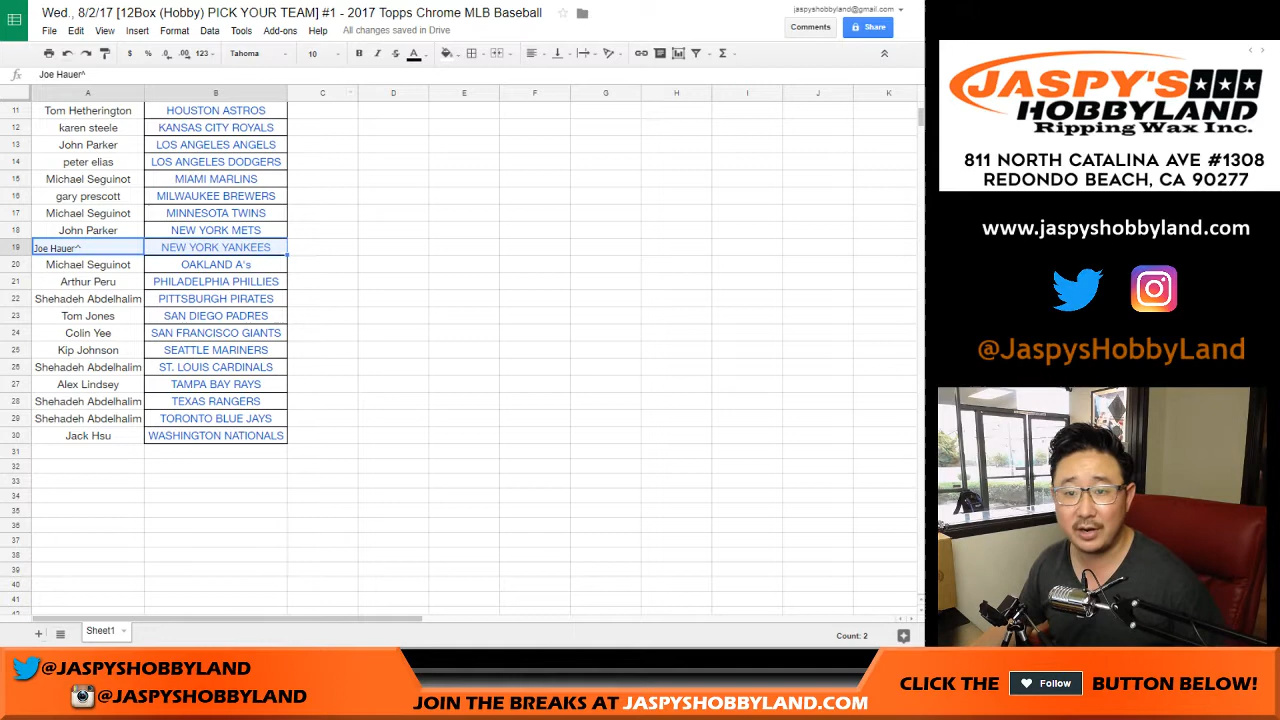 Wed., 8/2/17 [12Box (Hobby) PICK YOUR TEAM] #1 - 2017 Topps Chrome MLB Baseball
jaspyshobbyland@gmail.com
File Edit View Insert Format Data Tools Add-ons Help All changes saved in Drive
Comments
Share
$ % .0 .00 123 Tahoma 10 B I S A
fx Joe Hauer^
A B C D E F G H I J K
11 Tom Hetherington HOUSTON ASTROS
12 karen steele KANSAS CITY ROYALS
13 John Parker LOS ANGELES ANGELS
14 peter elias LOS ANGELES DODGERS
15 Michael Seguinot MIAMI MARLINS
16 gary prescott MILWAUKEE BREWERS
17 Michael Seguinot MINNESOTA TWINS
18 John Parker NEW YORK METS
19 Joe Hauer^ NEW YORK YANKEES
20 Michael Seguinot OAKLAND A's
21 Arthur Peru PHILADELPHIA PHILLIES
22 Shehadeh Abdelhalim PITTSBURGH PIRATES
23 Tom Jones SAN DIEGO PADRES
24 Colin Yee SAN FRANCISCO GIANTS
25 Kip Johnson SEATTLE MARINERS
26 Shehadeh Abdelhalim ST. LOUIS CARDINALS
27 Alex Lindsey TAMPA BAY RAYS
28 Shehadeh Abdelhalim TEXAS RANGERS
29 Shehadeh Abdelhalim TORONTO BLUE JAYS
30 Jack Hsu WASHINGTON NATIONALS
31
32
33
34
35
36
37
38
39
40
41
Sheet1
Count: 2
JASPY'S
HOBBYLAND
Ripping Wax Inc.
811 NORTH CATALINA AVE #1308
REDONDO BEACH, CA 90277
www.jaspyshobbyland.com
@JaspysHobbyLand
@JASPYSHOBBYLAND
@JASPYSHOBBYLAND
JOIN THE BREAKS AT JASPYSHOBBYLAND.COM
CLICK THE Follow BUTTON BELOW!